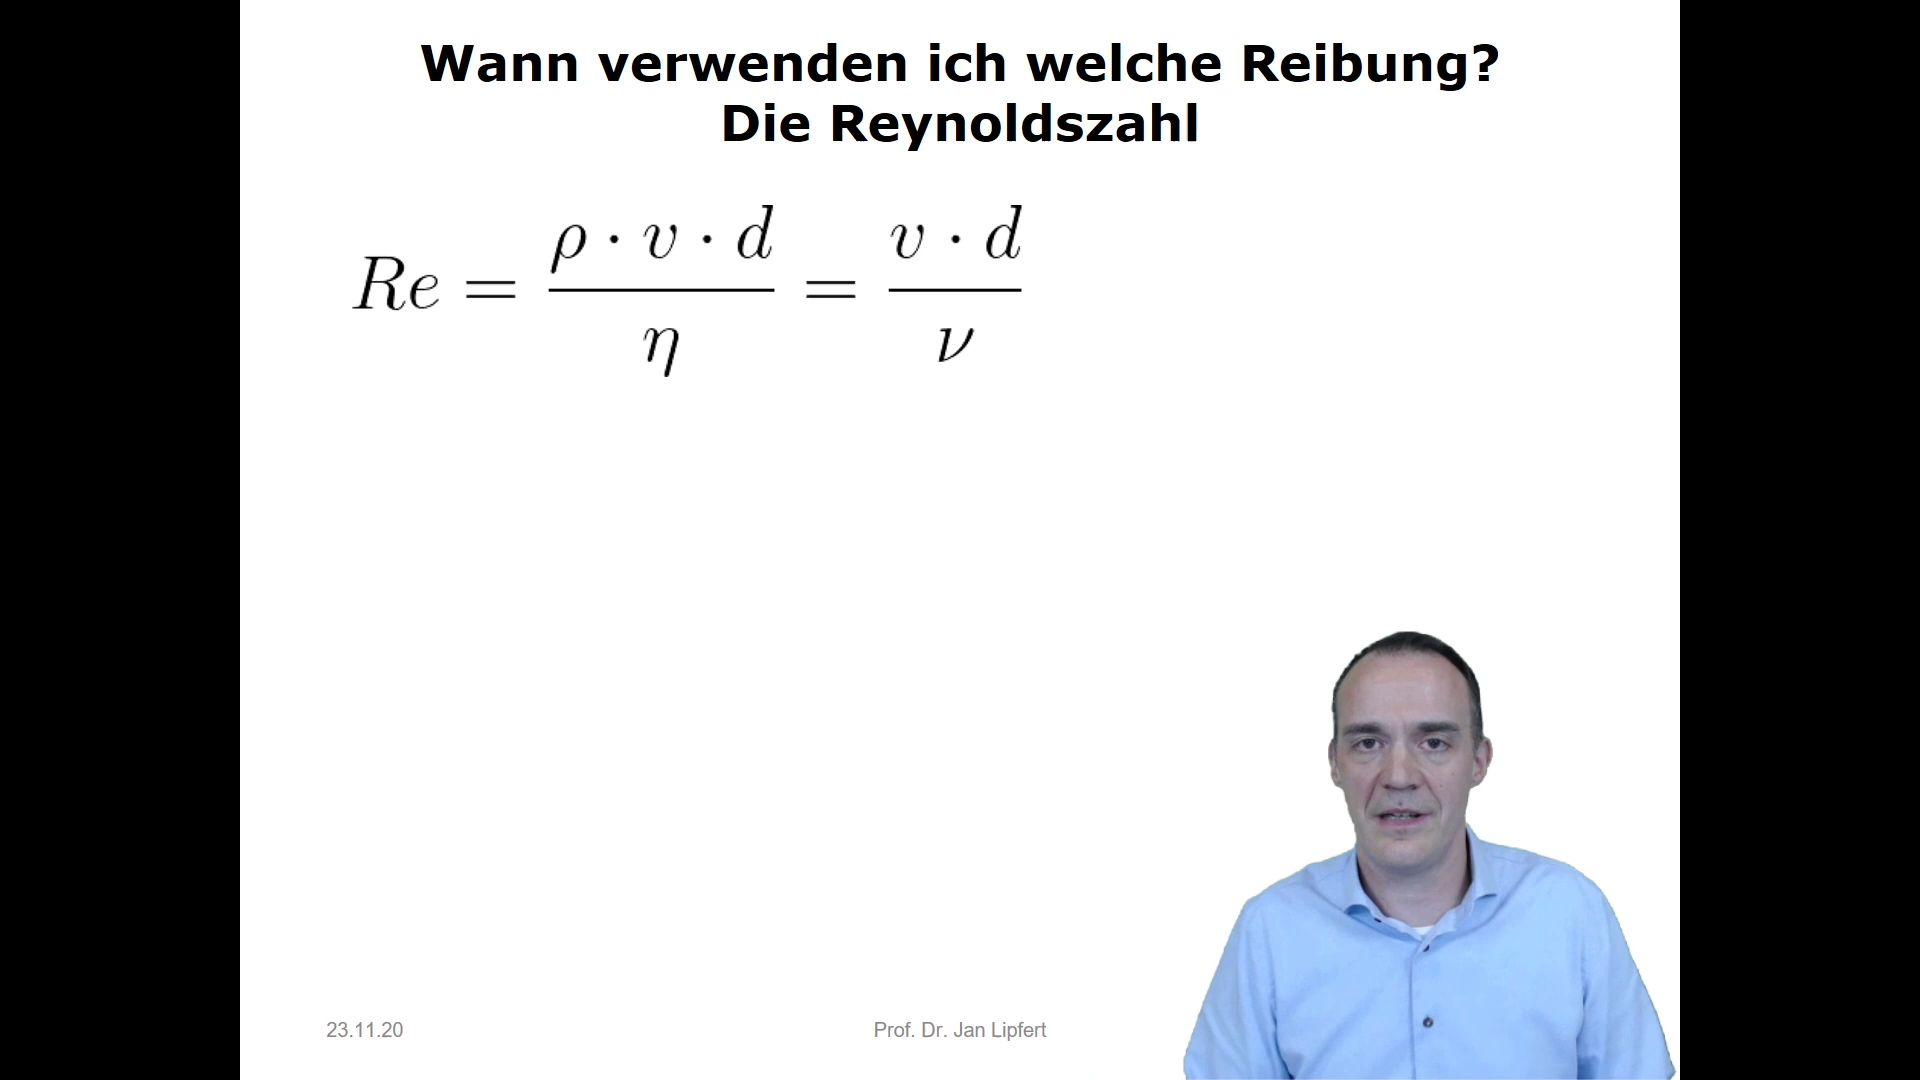 Wann verwenden ich welche Reibung?
Die Reynoldszahl
Re = ρ · v · d / η = v · d / ν
23.11.20
Prof. Dr. Jan Lipfert